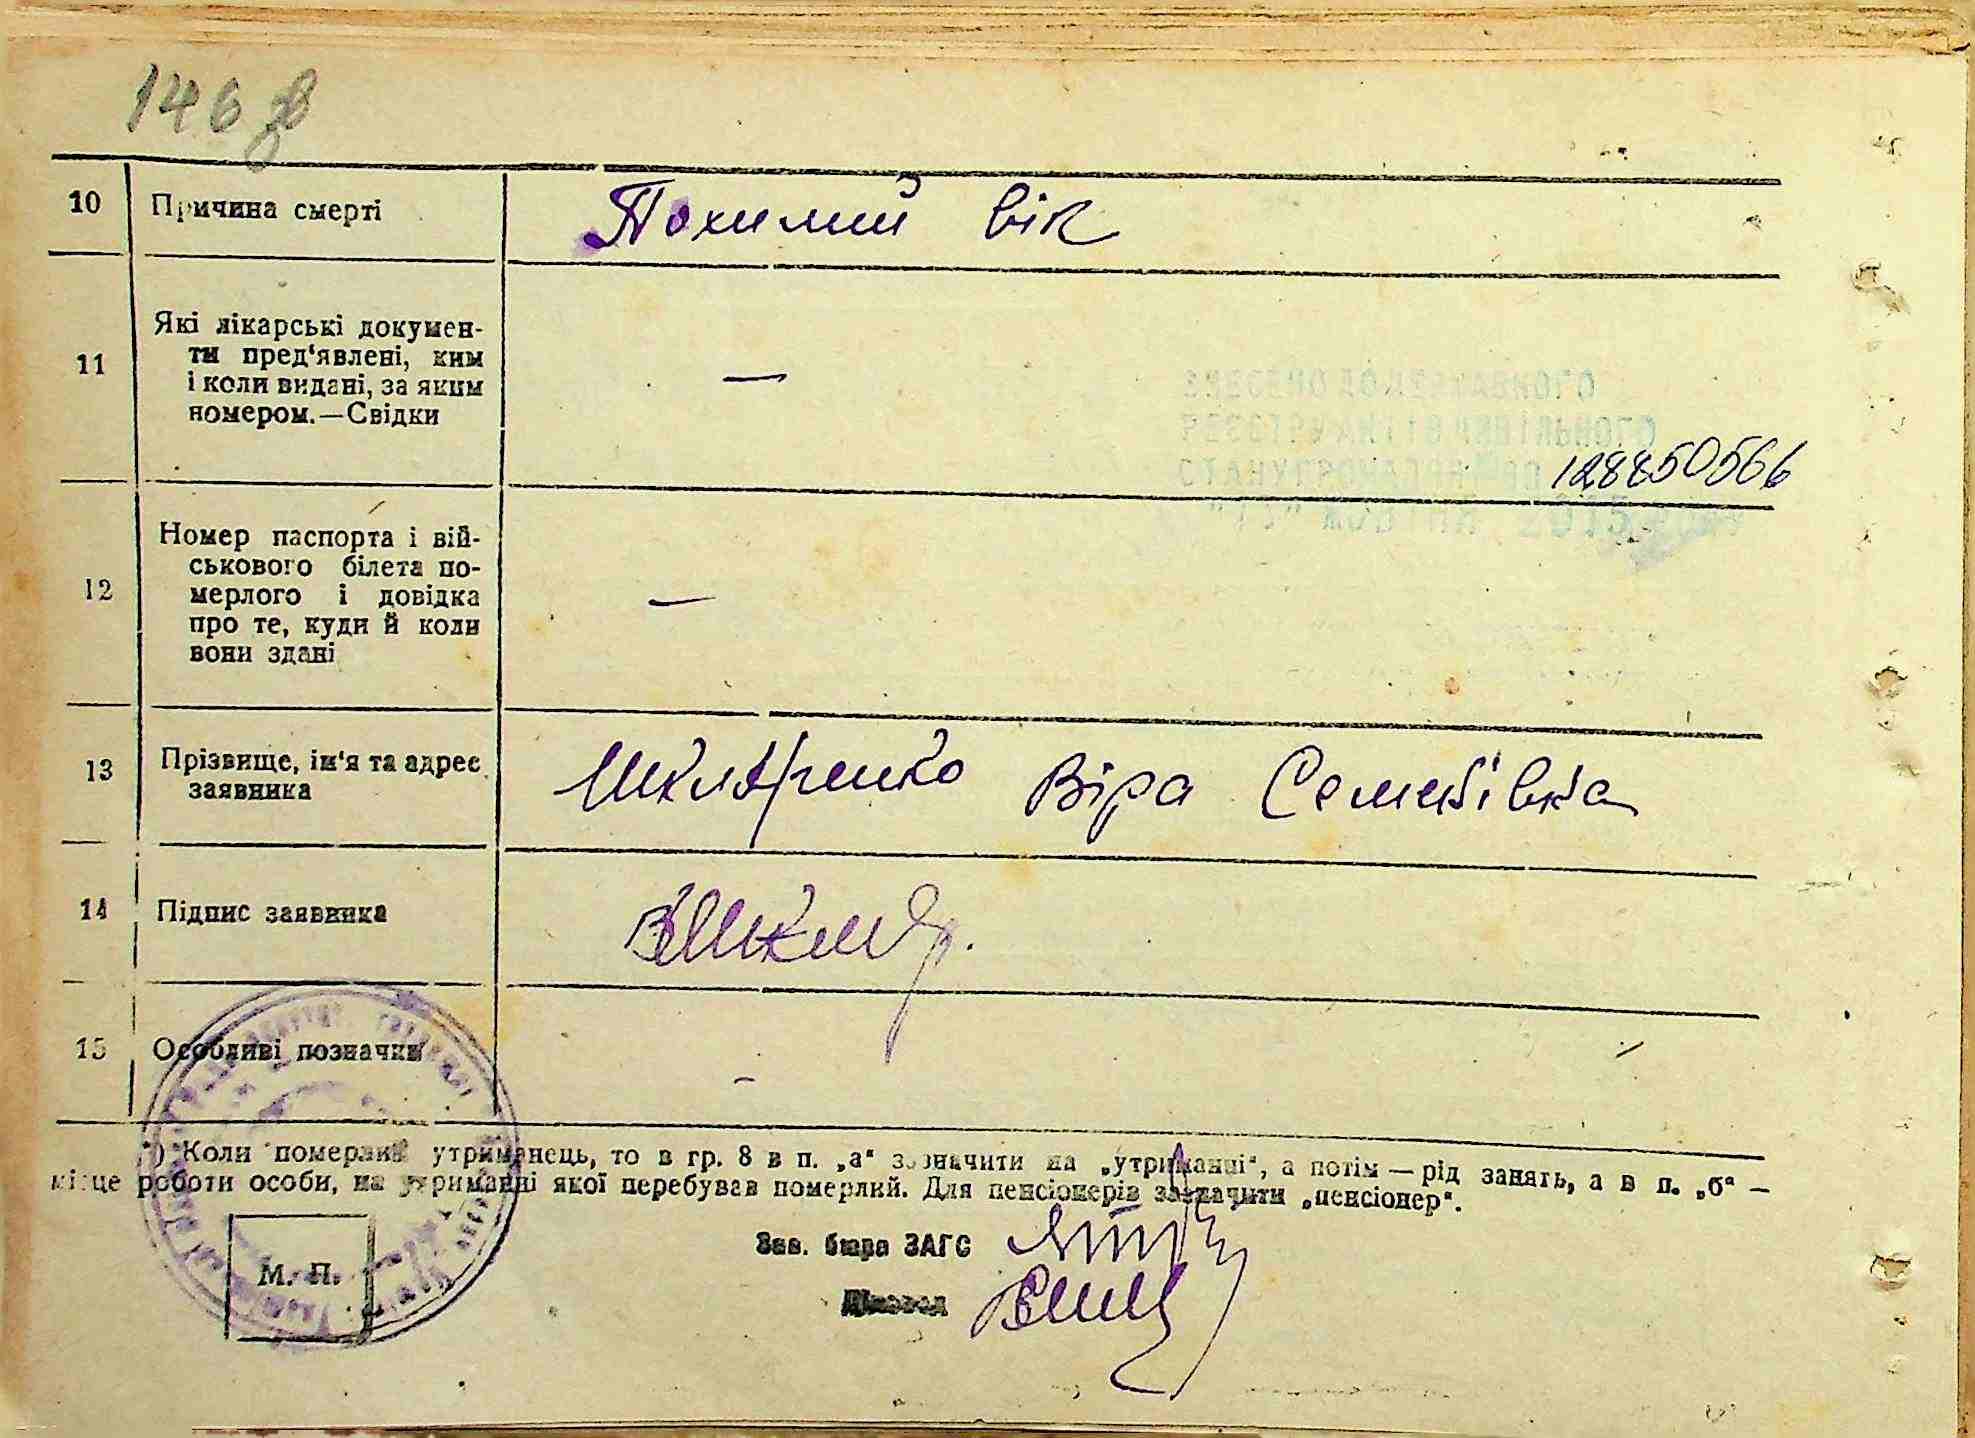 146 зв
10 Причина смерті Похилий вік
11 Які лікарські докумен-
ти пред'явлені, ким
і коли видані, за яким
номером.—Свідки —
128850566
12 Номер паспорта і вій-
ськового білета по-
мерлого і довідка
про те, куди й коли
вони здані —
13 Прізвище, ім'я та адрес
заявника Шкляренко Віра Семенівна
14 Підпис заявника ВШкляр.
15 Особливі позначки -
*) Коли померлий утриманець, то в гр. 8 в п. „а" зазначити на „утриманні", а потім — рід занять, а в п. „б" —
місце роботи особи, на утриманні якої перебував померлий. Для пенсіонерів зазначити „пенсіонер".
Зав. бюро ЗАГС
Діловод
М. П.